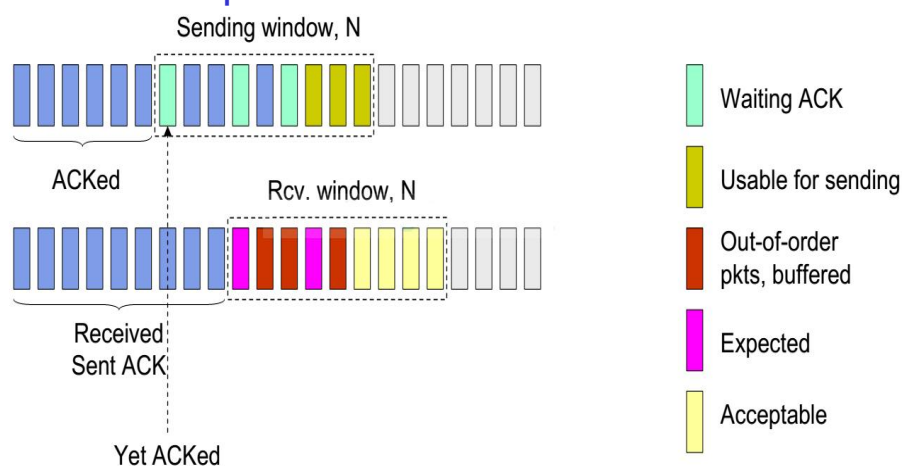 Sending window, N
ACKed
Rcv. window, N
Received
Sent ACK
Yet ACKed
Waiting ACK
Usable for sending
Out-of-order
pkts, buffered
Expected
Acceptable